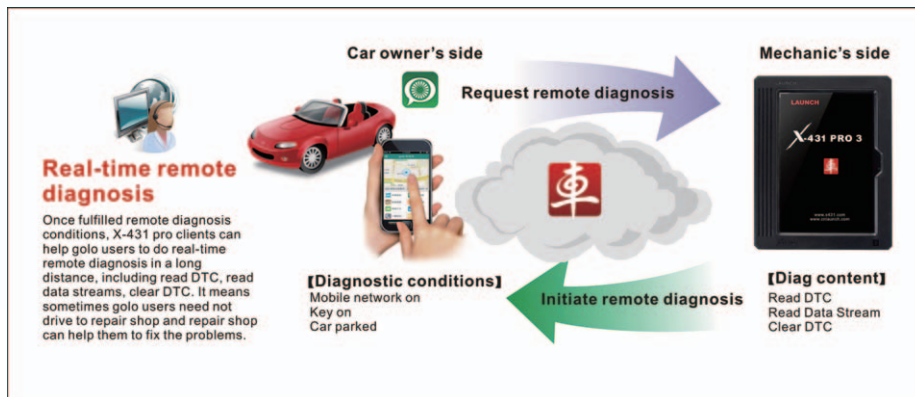 Car owner's side
Mechanic's side
Request remote diagnosis
LAUNCH
X-431 PRO 3
車
Real-time remote
diagnosis
Once fulfilled remote diagnosis
conditions, X-431 pro clients can
help golo users to do real-time
remote diagnosis in a long
distance, including read DTC, read
data streams, clear DTC. It means
sometimes golo users need not
drive to repair shop and repair shop
can help them to fix the problems.
【Diagnostic conditions】
Mobile network on
Key on
Car parked
Initiate remote diagnosis
【Diag content】
Read DTC
Read Data Stream
Clear DTC